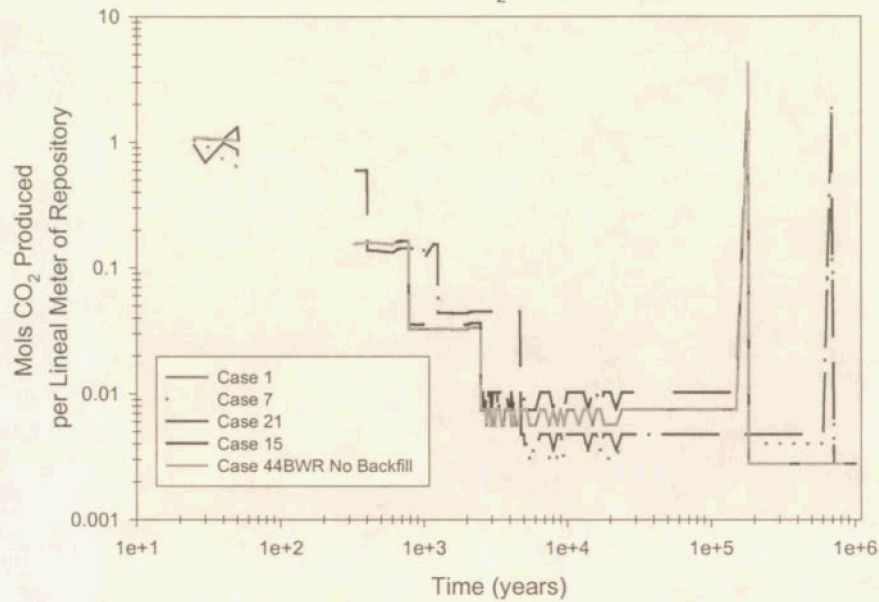 2
10
1
0.1
0.01
0.001
Mols CO2 Produced
per Lineal Meter of Repository
Case 1
Case 7
Case 21
Case 15
Case 44BWR No Backfill
1e+1 1e+2 1e+3 1e+4 1e+5 1e+6
Time (years)